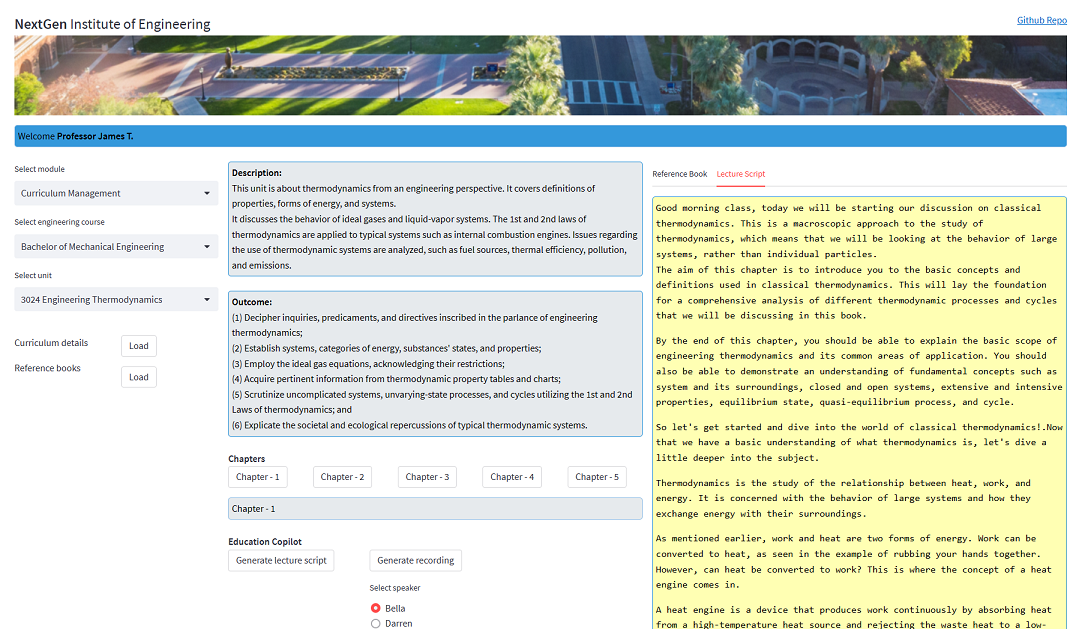 NextGen Institute of Engineering
Github Repo
Welcome Professor James T.
Select module
Curriculum Management
Select engineering course
Bachelor of Mechanical Engineering
Select unit
3024 Engineering Thermodynamics
Curriculum details
Load
Reference books
Load
Description:
This unit is about thermodynamics from an engineering perspective. It covers definitions of
properties, forms of energy, and systems.
It discusses the behavior of ideal gases and liquid-vapor systems. The 1st and 2nd laws of
thermodynamics are applied to typical systems such as internal combustion engines. Issues regarding
the use of thermodynamic systems are analyzed, such as fuel sources, thermal efficiency, pollution,
and emissions.
Outcome:
(1) Decipher inquiries, predicaments, and directives inscribed in the parlance of engineering
thermodynamics;
(2) Establish systems, categories of energy, substances' states, and properties;
(3) Employ the ideal gas equations, acknowledging their restrictions;
(4) Acquire pertinent information from thermodynamic property tables and charts;
(5) Scrutinize uncomplicated systems, unvarying-state processes, and cycles utilizing the 1st and 2nd
Laws of thermodynamics; and
(6) Explicate the societal and ecological repercussions of typical thermodynamic systems.
Chapters
Chapter - 1 Chapter - 2 Chapter - 3 Chapter - 4 Chapter - 5
Chapter - 1
Education Copilot
Generate lecture script Generate recording
Select speaker
Bella
Darren
Reference Book Lecture Script
Good morning class, today we will be starting our discussion on classical
thermodynamics. This is a macroscopic approach to the study of
thermodynamics, which means that we will be looking at the behavior of large
systems, rather than individual particles.
The aim of this chapter is to introduce you to the basic concepts and
definitions used in classical thermodynamics. This will lay the foundation
for a comprehensive analysis of different thermodynamic processes and cycles
that we will be discussing in this book.
By the end of this chapter, you should be able to explain the basic scope of
engineering thermodynamics and its common areas of application. You should
also be able to demonstrate an understanding of fundamental concepts such as
system and its surroundings, closed and open systems, extensive and intensive
properties, equilibrium state, quasi-equilibrium process, and cycle.
So let's get started and dive into the world of classical thermodynamics!.Now
that we have a basic understanding of what thermodynamics is, let's dive a
little deeper into the subject.
Thermodynamics is the study of the relationship between heat, work, and
energy. It is concerned with the behavior of large systems and how they
exchange energy with their surroundings.
As mentioned earlier, work and heat are two forms of energy. Work can be
converted to heat, as seen in the example of rubbing your hands together.
However, can heat be converted to work? This is where the concept of a heat
engine comes in.
A heat engine is a device that produces work continuously by absorbing heat
from a high-temperature heat source and rejecting the waste heat to a low-